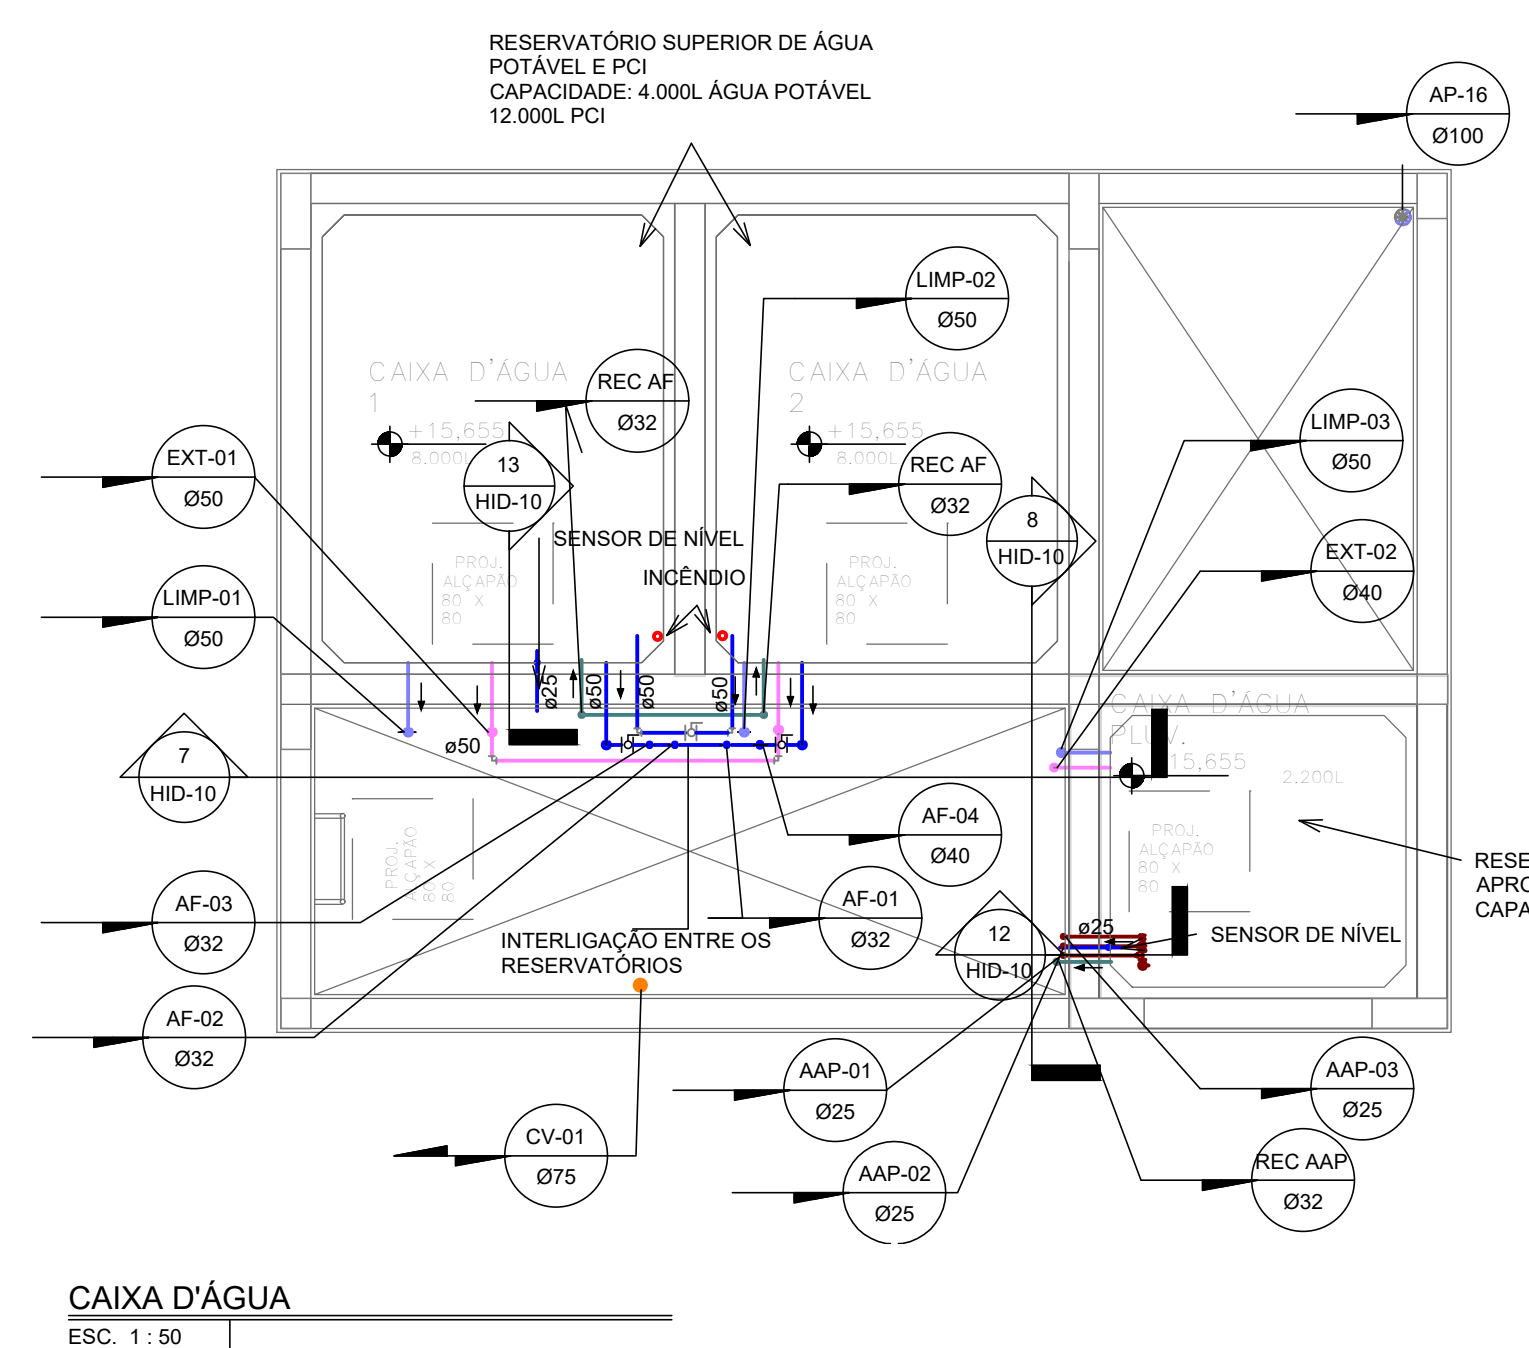 RESERVATÓRIO SUPERIOR DE ÁGUA
POTÁVEL E PCI
CAPACIDADE: 4.000L ÁGUA POTÁVEL
12.000L PCI
AP-16
Ø100
LIMP-02
Ø50
CAIXA D'ÁGUA
1
+15,655
8.000L
REC AF
Ø32
CAIXA D'ÁGUA
2
+15,655
8.000L
LIMP-03
Ø50
EXT-01
Ø50
13
HID-10
REC AF
Ø32
8
HID-10
EXT-02
Ø40
SENSOR DE NÍVEL
INCÊNDIO
PROJ.
ALÇAPÃO
80 X
80
PROJ.
ALÇAPÃO
80 X
80
LIMP-01
Ø50
ø25
ø50
ø50
ø50
ø50
CAIXA D'ÁGUA
PLUV.
15,655
2.200L
7
HID-10
PROJ.
ALÇAPÃO
80 X
80
AF-04
Ø40
PROJ.
ALÇAPÃO
80 X
80
RESE
APRO
CAPA
AF-03
Ø32
AF-01
Ø32
12
HID-10
ø25
SENSOR DE NÍVEL
INTERLIGAÇÃO ENTRE OS
RESERVATÓRIOS
AF-02
Ø32
AAP-01
Ø25
AAP-03
Ø25
CV-01
Ø75
AAP-02
Ø25
REC AAP
Ø32
CAIXA D'ÁGUA
ESC. 1 : 50